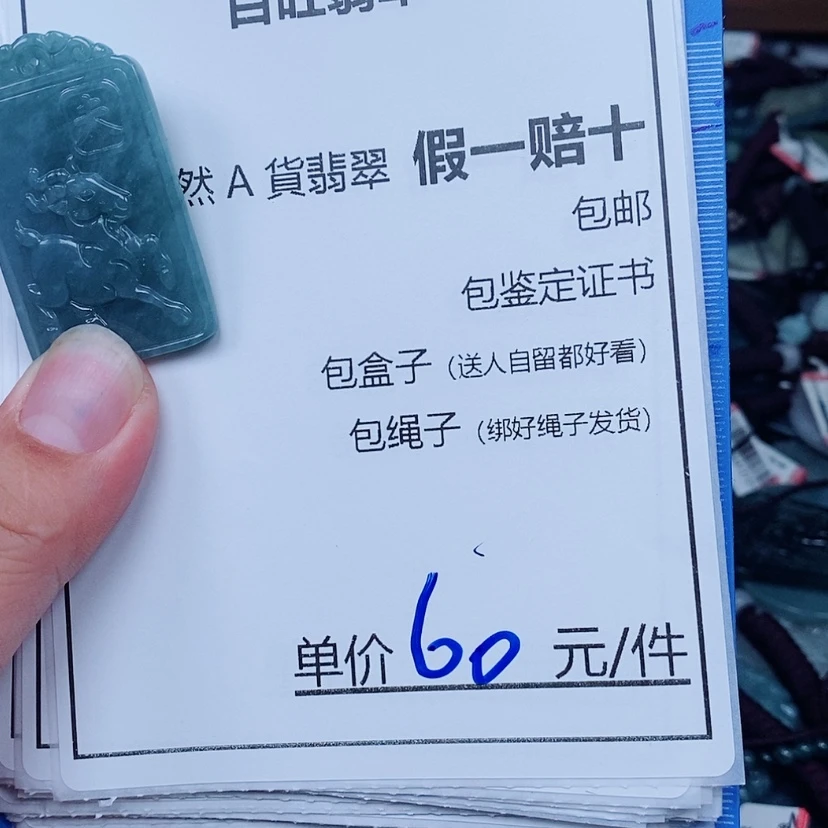 然A貨翡翠 假一赔十
包邮
包鉴定证书
包盒子（送人自留都好看）
包绳子（绑好绳子发货）
单价 60 元/件